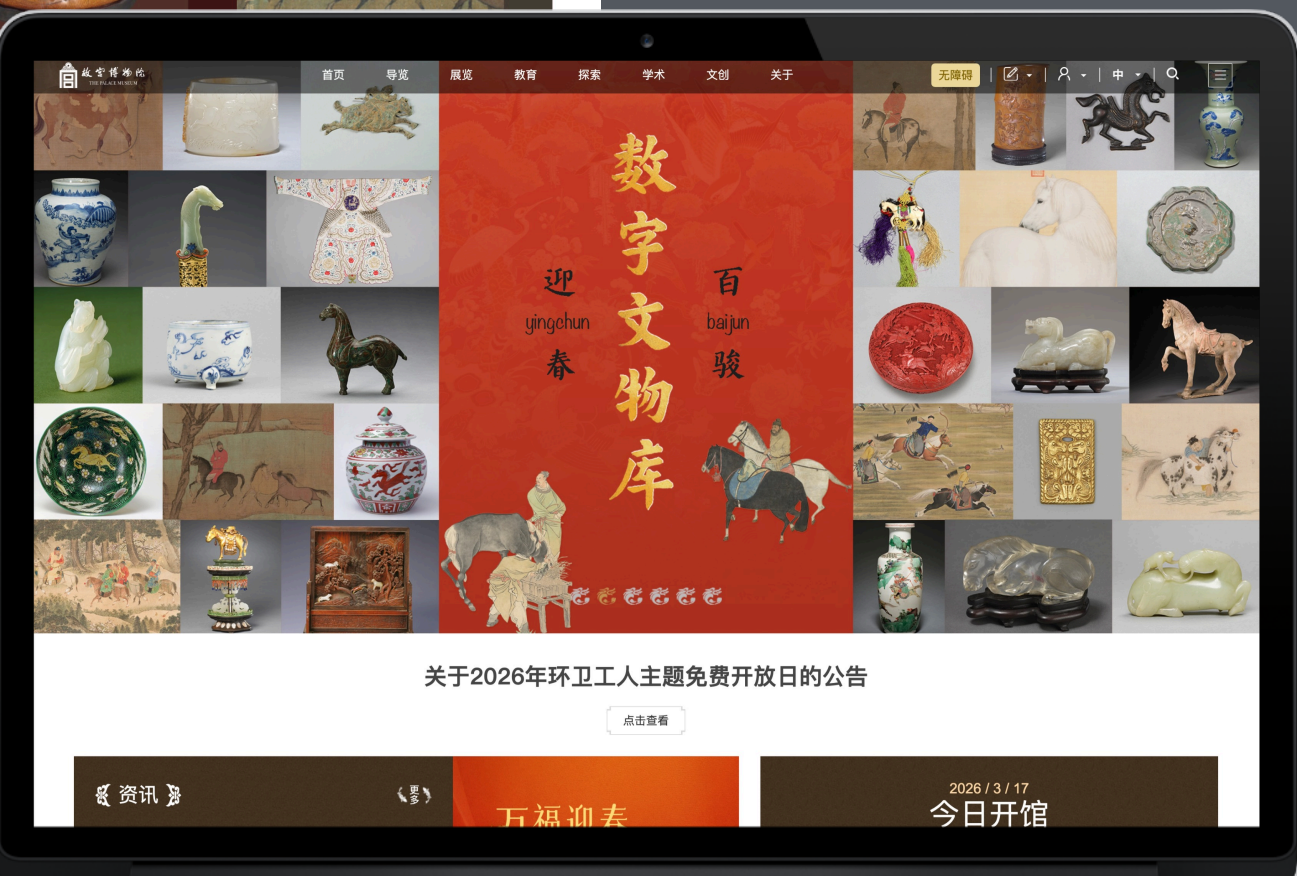 故宫博物院
THE PALACE MUSEUM
首页 导览 展览 教育 探索 学术 文创 关于
无障碍 中
数字文物库
迎
yingchun
春
百
baijun
骏
关于2026年环卫工人主题免费开放日的公告
点击查看
资讯
更多
万福迎春
2026 / 3 / 17
今日开馆